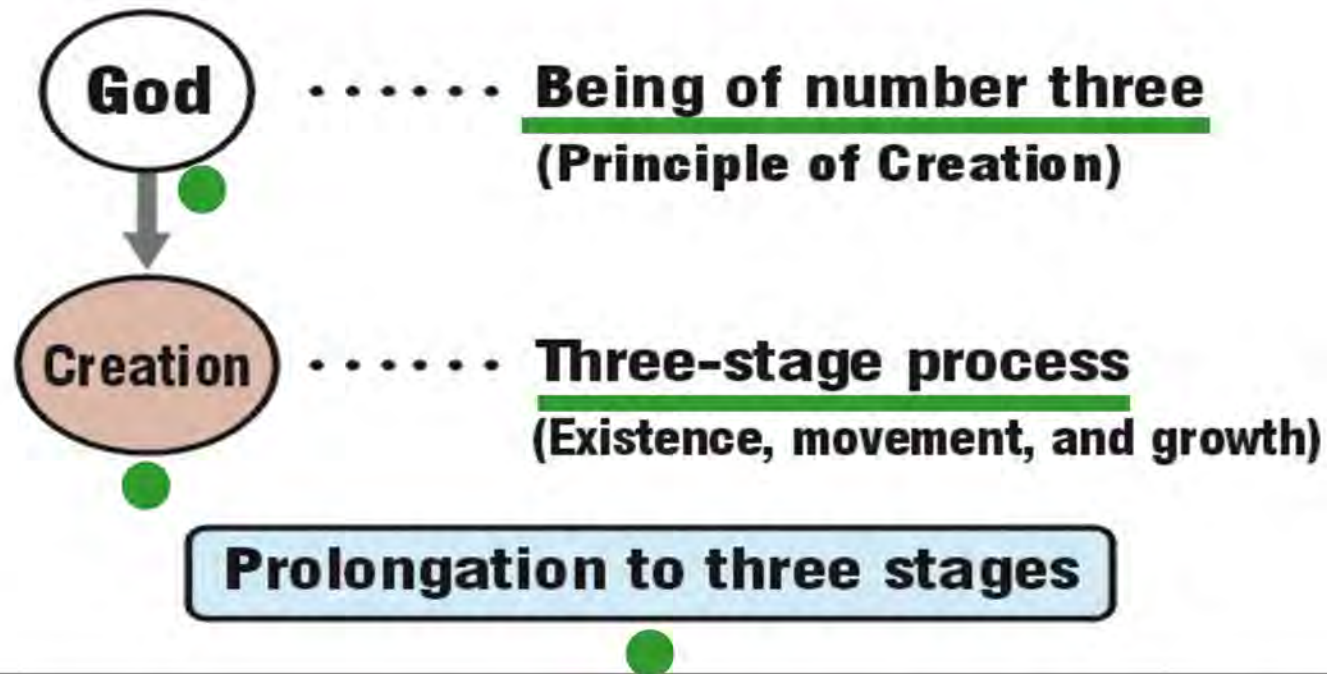 God
Being of number three
(Principle of Creation)
Creation
Three-stage process
(Existence, movement, and growth)
Prolongation to three stages